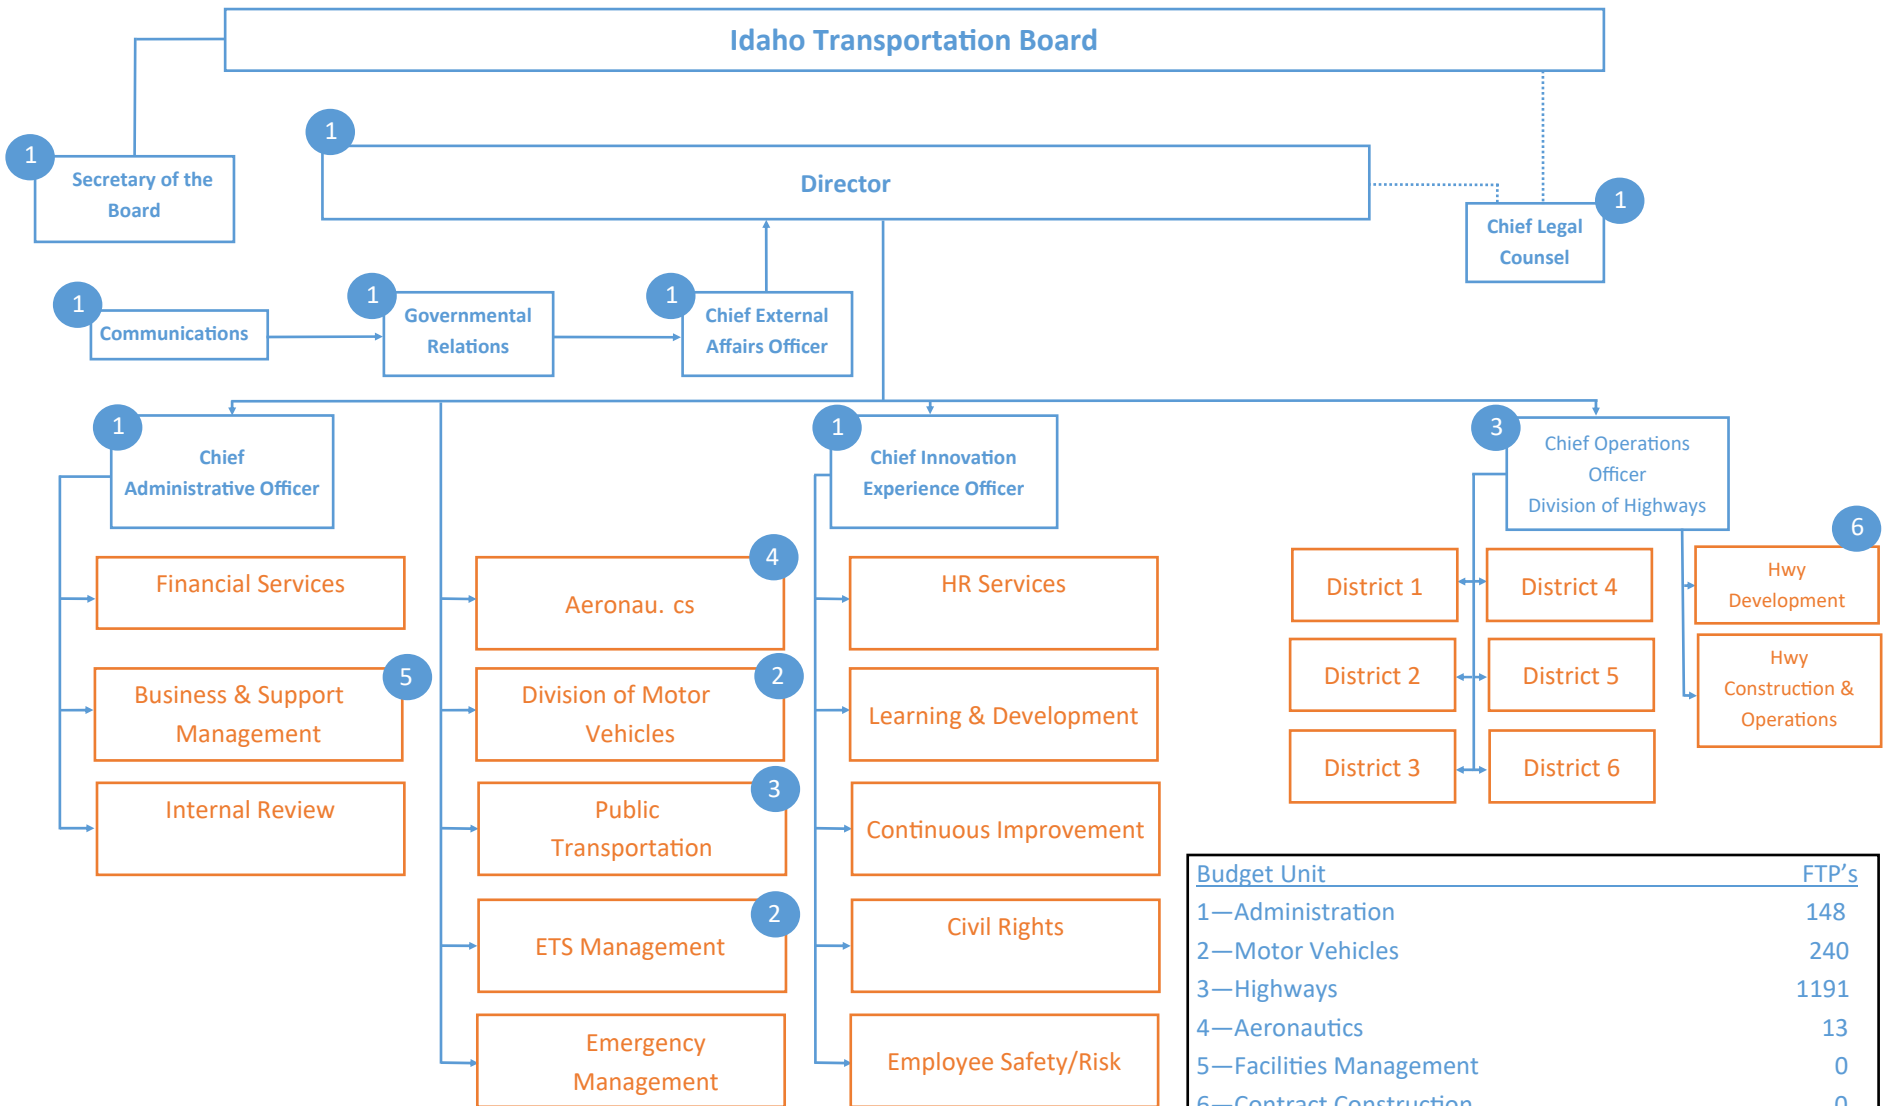 Idaho Transportation Board
1
Secretary of the
Board
1
Director
1
Chief Legal
Counsel
1
Communications
1
Governmental
Relations
1
Chief External
Affairs Officer
1
Chief
Administrative Officer
1
Chief Innovation
Experience Officer
3
Chief Operations
Officer
Division of Highways
Financial Services
5
Business & Support
Management
Internal Review
4
Aeronau. cs
2
Division of Motor
Vehicles
3
Public
Transportation
2
ETS Management
Emergency
Management
HR Services
Learning & Development
Continuous Improvement
Civil Rights
Employee Safety/Risk
District 1
District 4
District 2
District 5
District 3
District 6
6
Hwy
Development
Hwy
Construction &
Operations
Budget Unit FTP's
1—Administration 148
2—Motor Vehicles 240
3—Highways 1191
4—Aeronautics 13
5—Facilities Management 0
6—Contract Construction 0